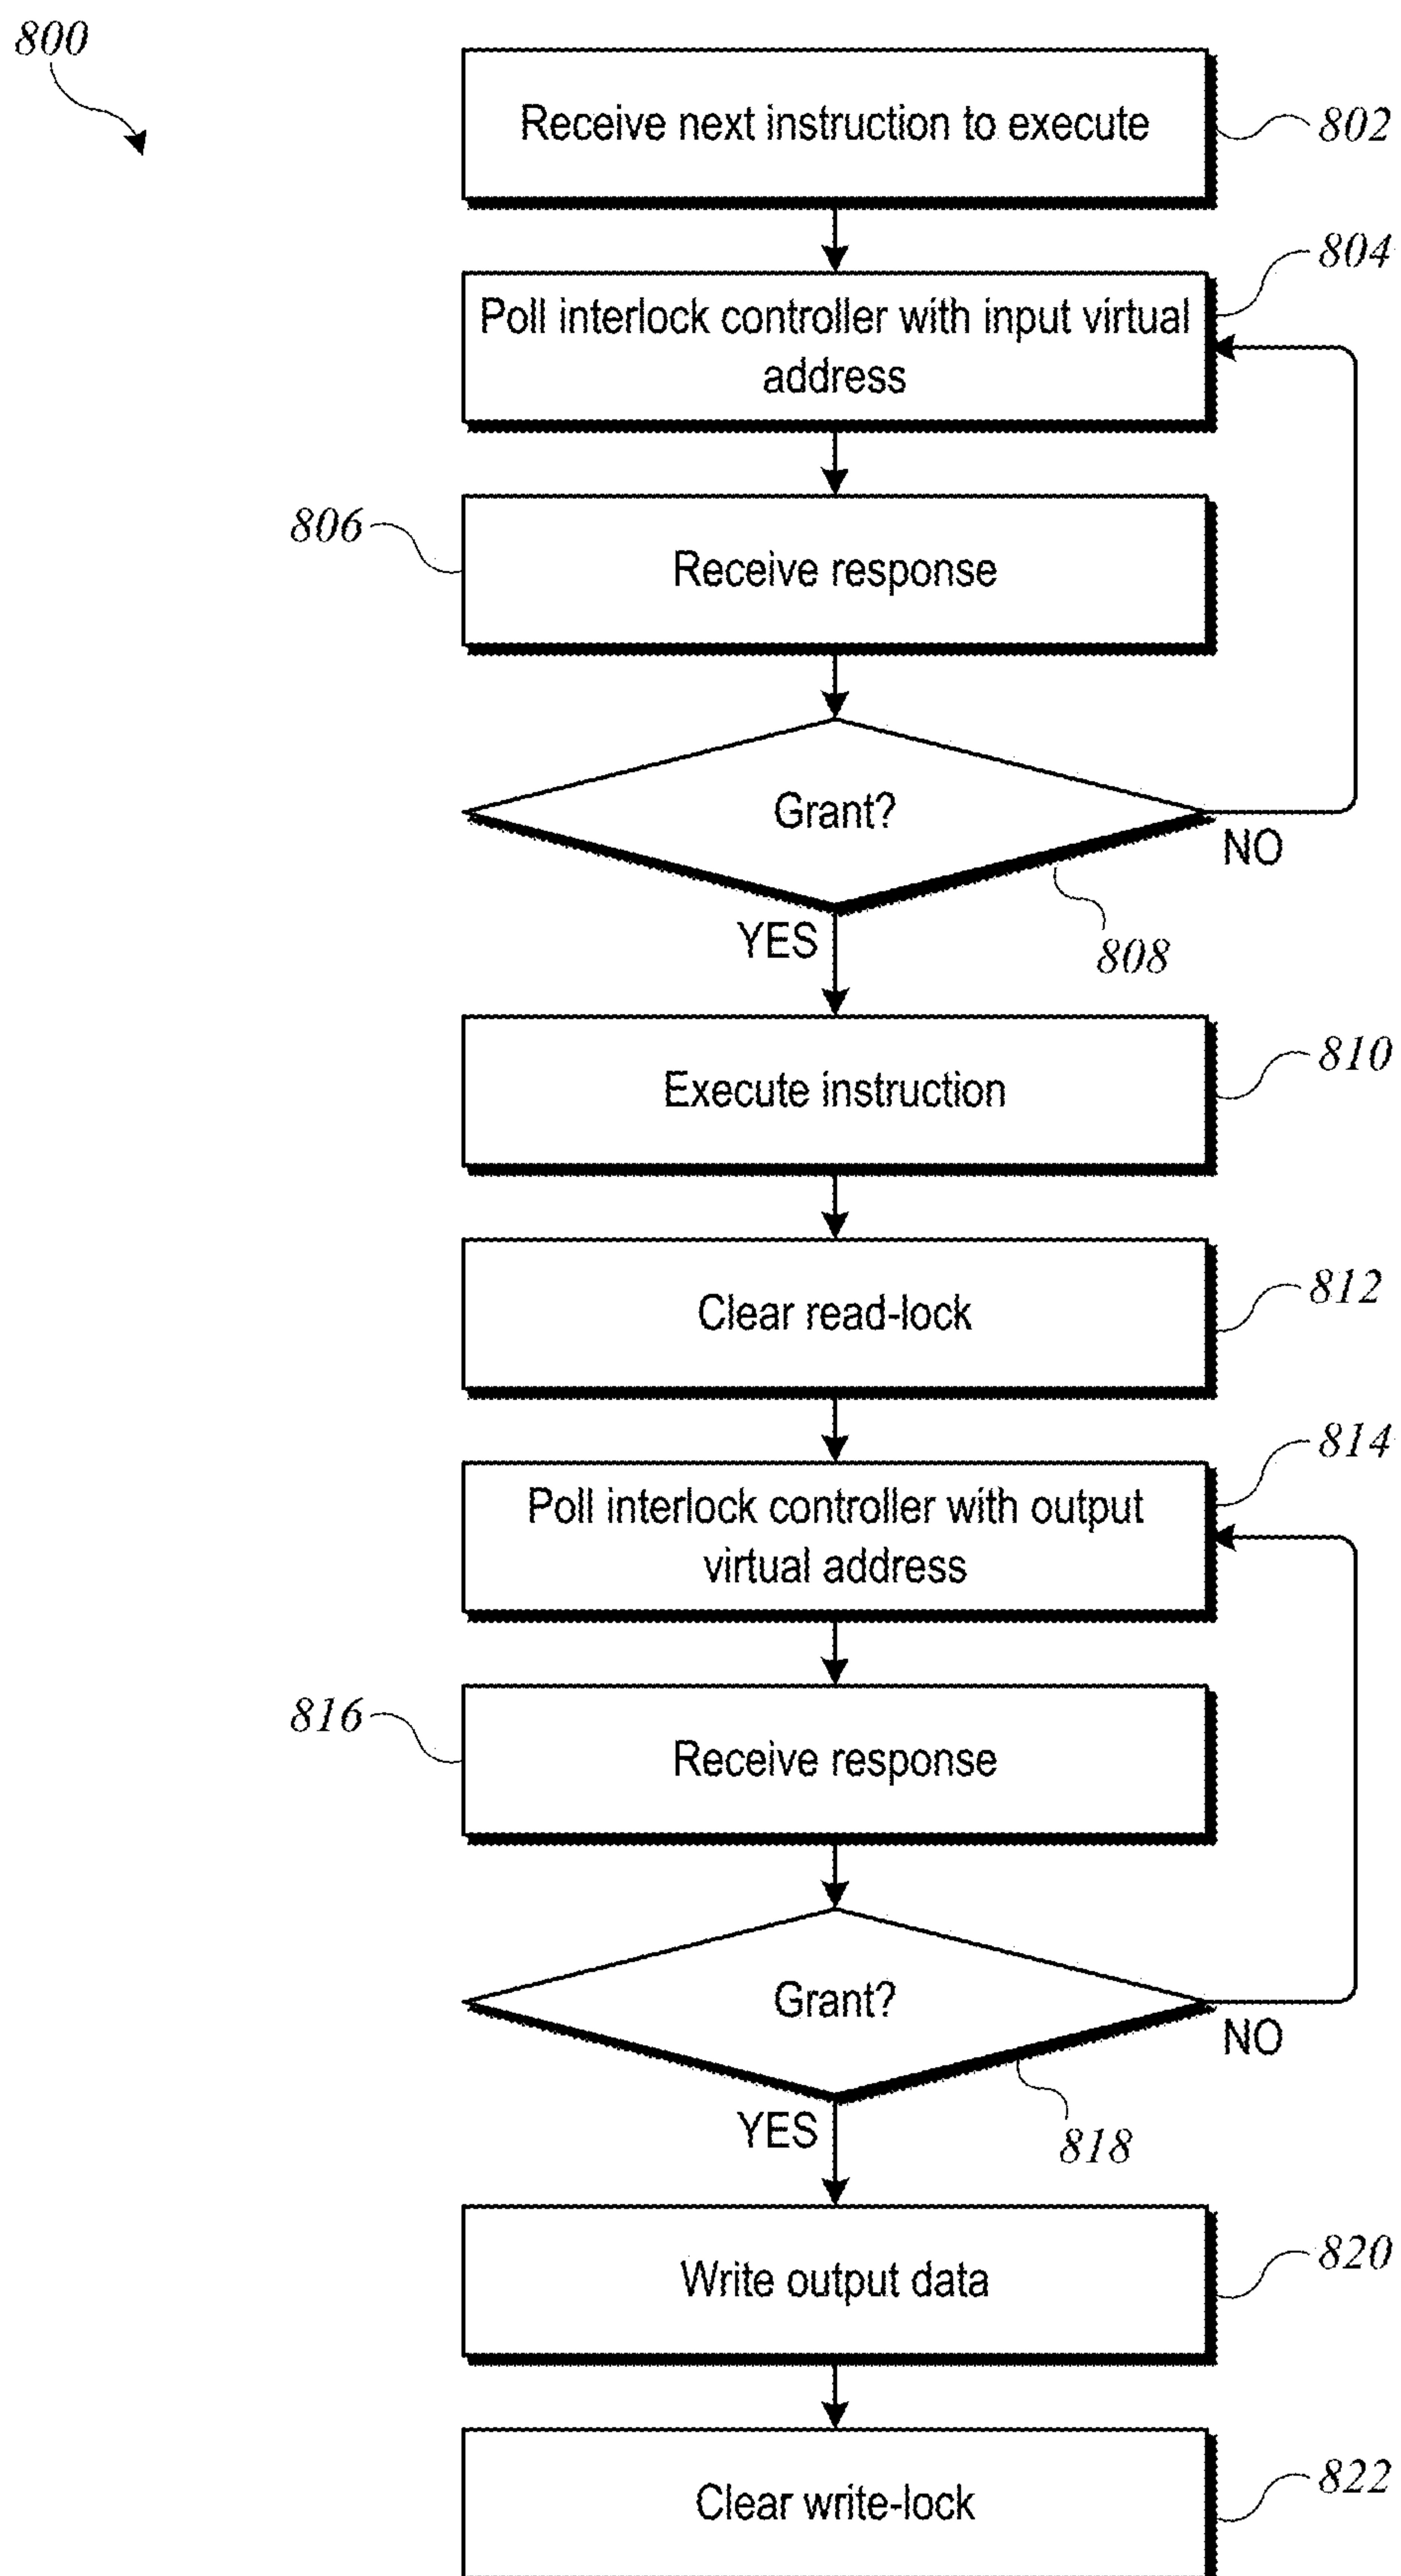 800
Receive next instruction to execute
802
804
Poll interlock controller with input virtual
address
806
Receive response
Grant?
NO
YES
808
810
Execute instruction
812
Clear read-lock
814
Poll interlock controller with output
virtual address
816
Receive response
Grant?
NO
YES
818
820
Write output data
822
Clear write-lock